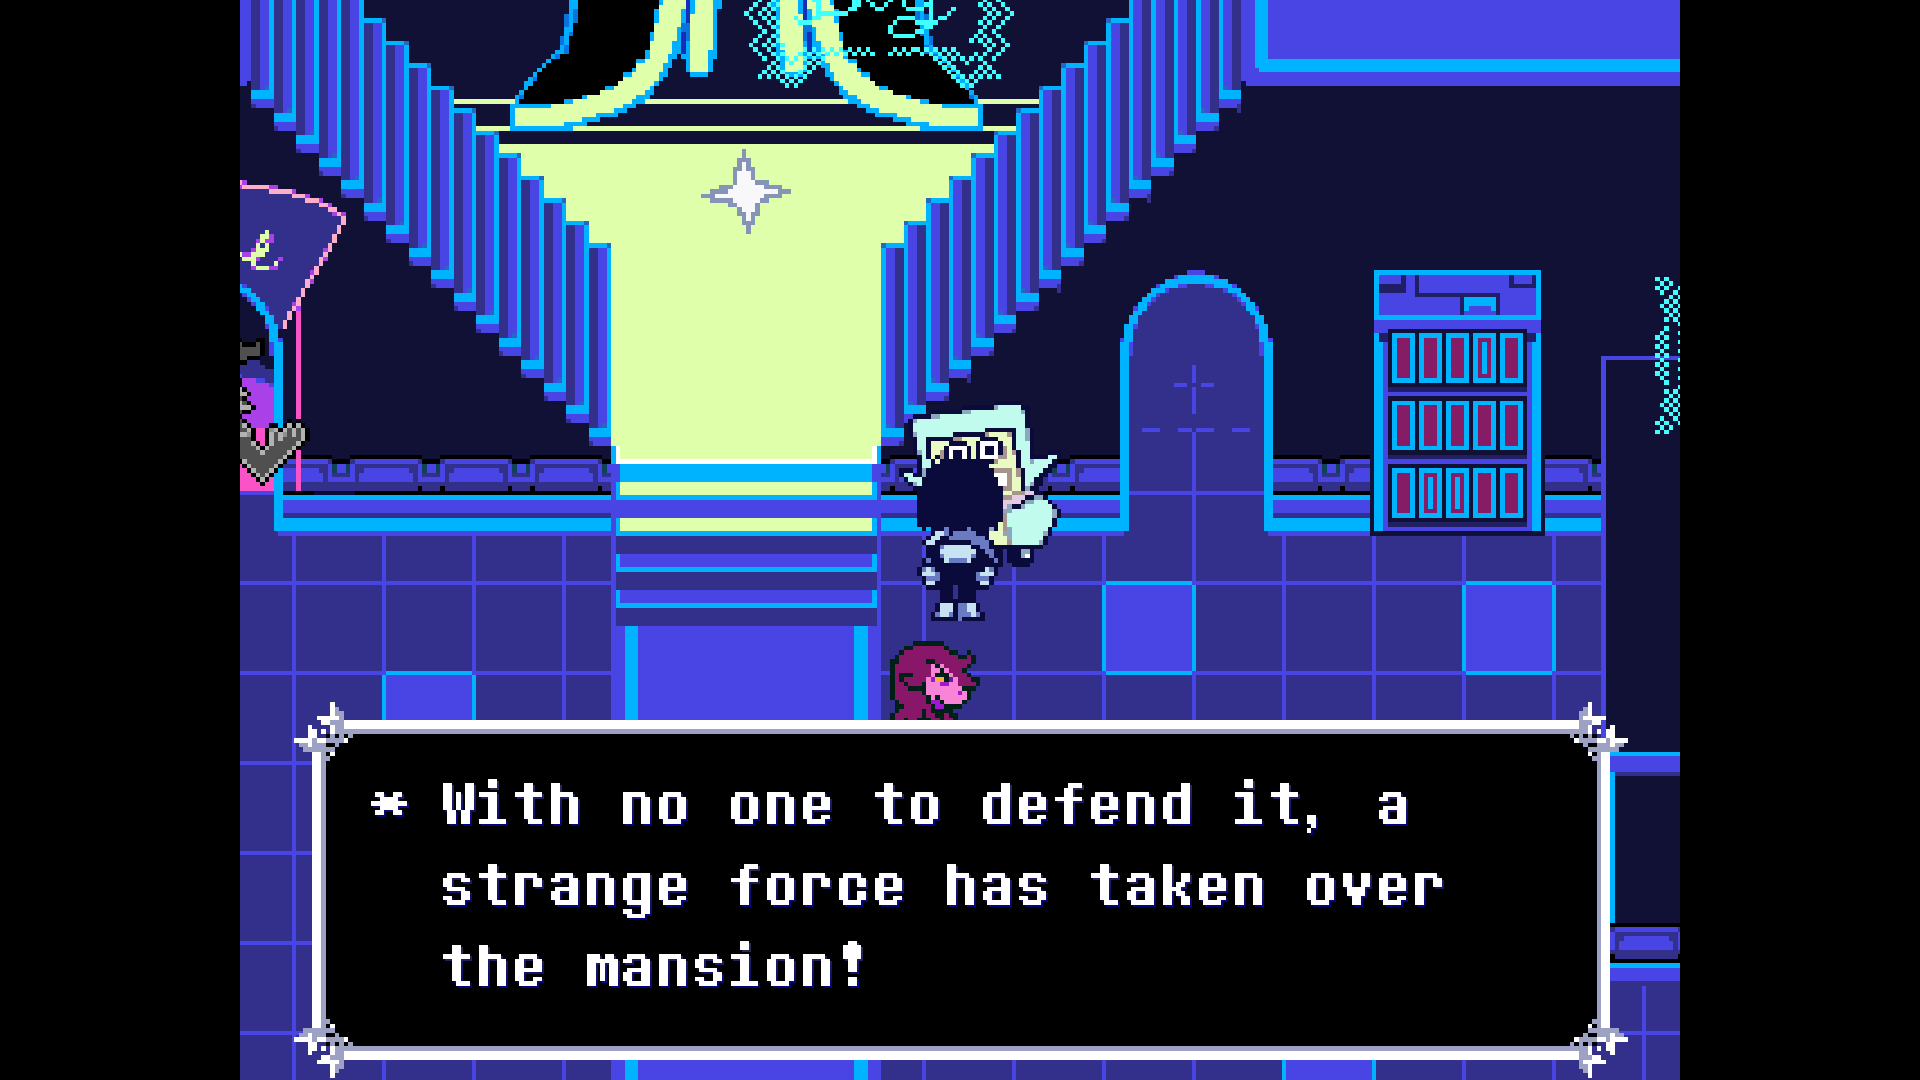 * With no one to defend it, a
strange force has taken over
the mansion!